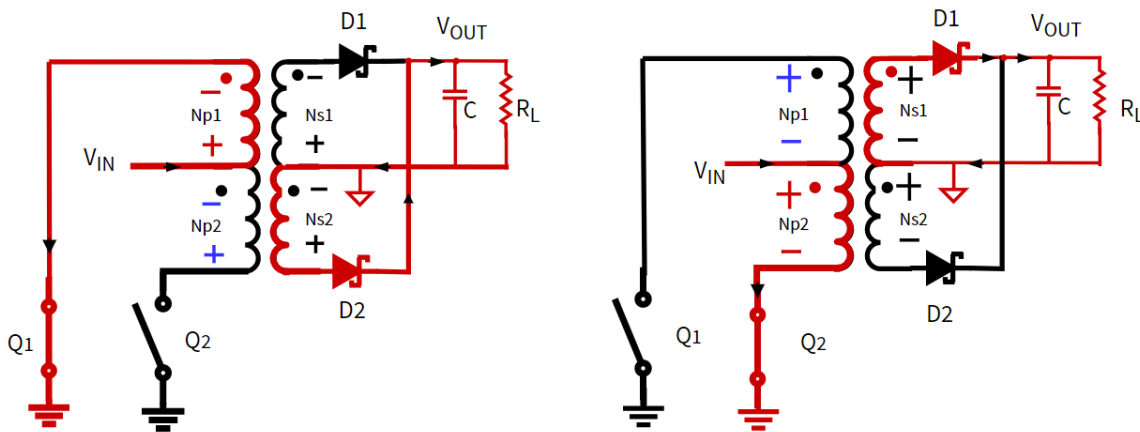 D1
VOUT
Np1
Ns1
C
RL
VIN
Np2
Ns2
D2
Q1
Q2
D1
VOUT
Np1
Ns1
C
RL
VIN
Np2
Ns2
D2
Q1
Q2